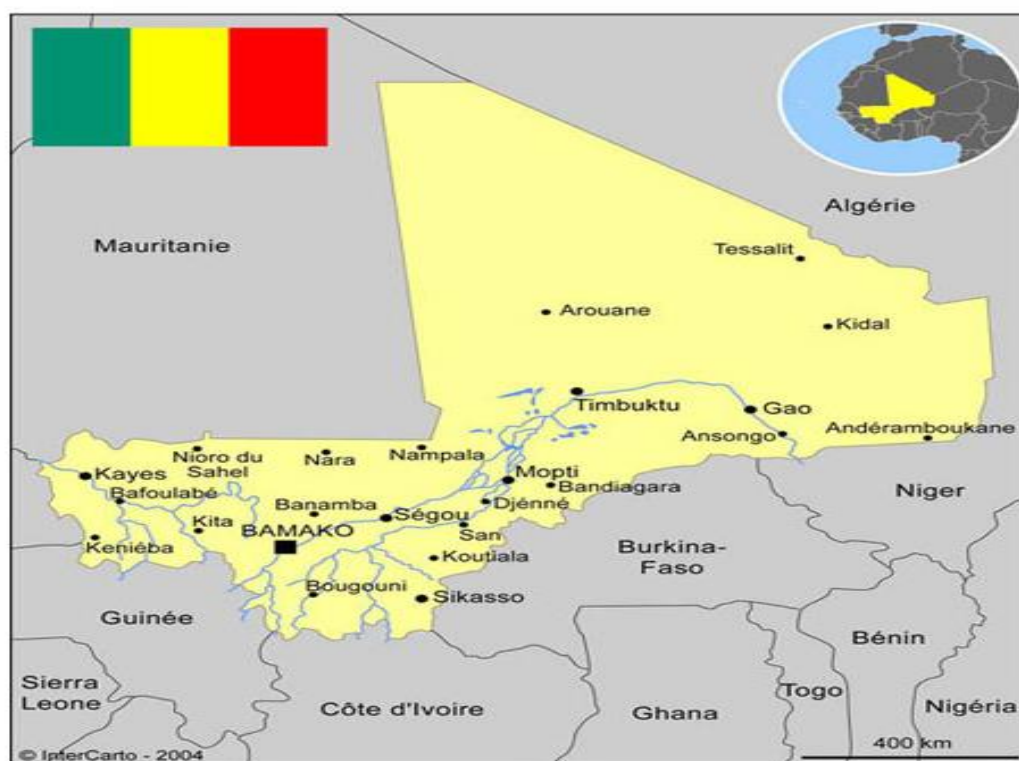 Algérie
Mauritanie
Tessalit
Arouane
Kidal
Timbuktu
Gao
Ansongo
Andéramboukane
Nioro du
Sahel
Nara
Nampala
Kayes
Mopti
Bafoulabé
Bandiagara
Niger
Banamba
Djénné
Kita
Ségou
BAMAKO
San
Keniéba
Koutiala
Burkina-
Faso
Bougouni
Sikasso
Guinée
Bénin
Sierra
Leone
Côte d'Ivoire
Ghana
Togo
Nigéria
400 km
© InterCarto - 2004